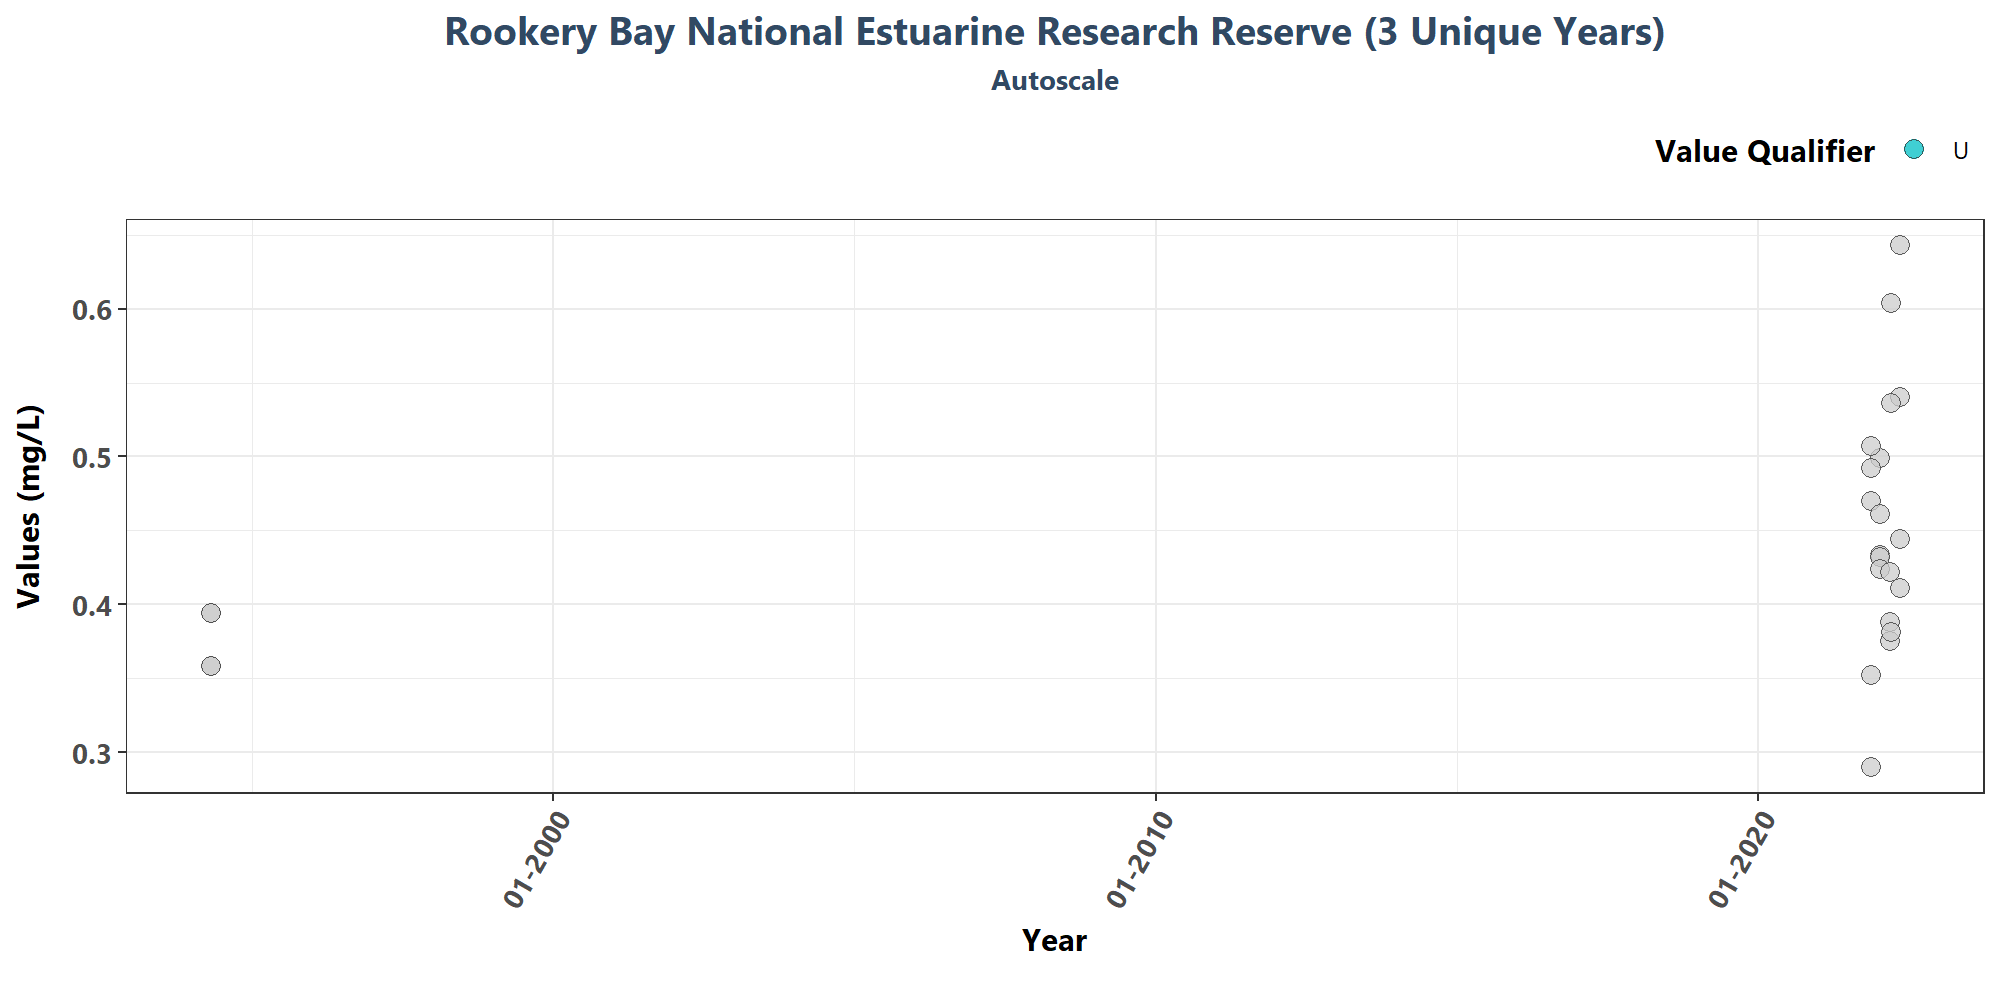 Rookery Bay National Estuarine Research Reserve (3 Unique Years)
Autoscale
Value Qualifier U
Values (mg/L)
0.6
0.5
0.4
0.3
01-2000
01-2010
01-2020
Year